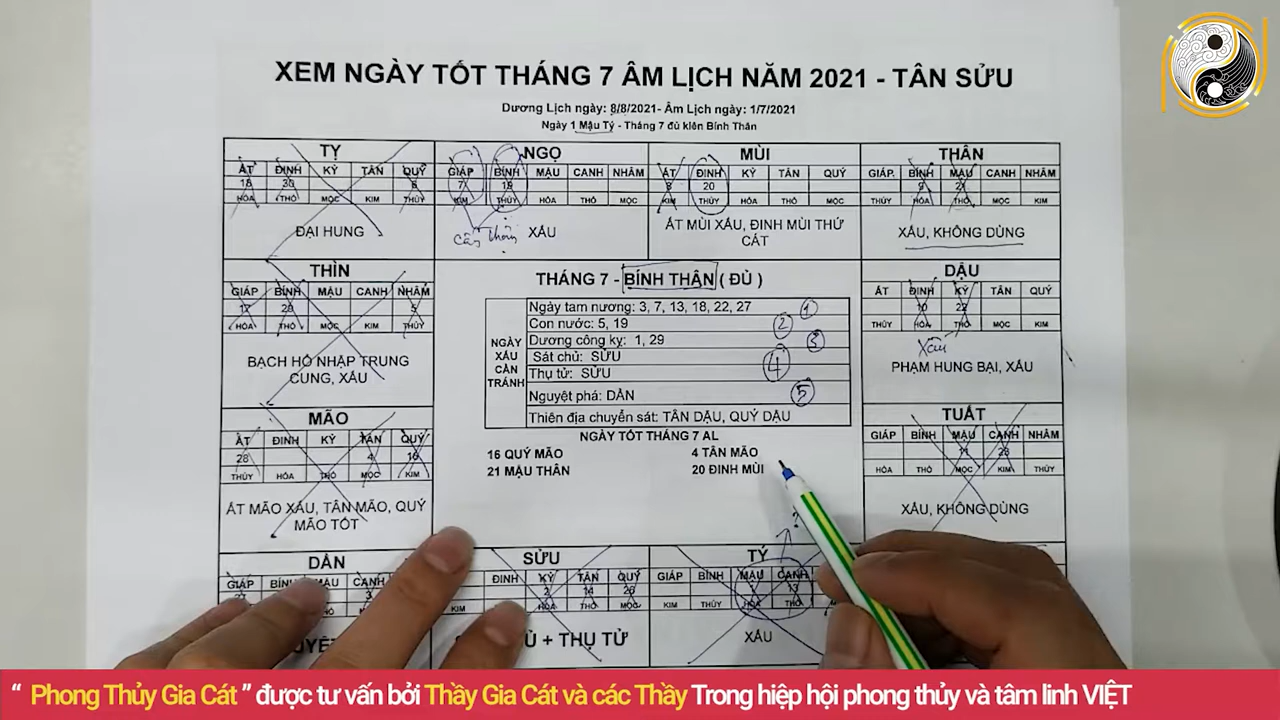 XEM NGÀY TỐT THÁNG 7 ÂM LỊCH NĂM 2021 - TÂN SỬU
Dương Lịch ngày: 8/8/2021- Âm Lịch ngày: 1/7/2021
Ngày 1 Mậu Tý - Tháng 7 đủ kiên Bính Thân
TỴ
ẤT ĐINH KỶ TÂN QUÝ
18 30 6
HỎA THỔ MỘC KIM THỦY
ĐẠI HUNG
NGỌ
GIÁP BÍNH MẬU CANH NHÂM
7 19
KIM THỦY HỎA THỔ MỘC
cẩn thận XẤU
MÙI
ẤT ĐINH KỶ TÂN QUÝ
8 20
KIM THỦY HỎA THỔ MỘC
ẤT MÙI XẤU, ĐINH MÙI THỨ
CÁT
THÂN
GIÁP. BÍNH MẬU CANH NHÂM
9 21
THỦY HỎA THỔ MỘC KIM
XẤU, KHÔNG DÙNG
THÌN
GIÁP BÍNH MẬU CANH NHÂM
17 29 5
HỎA THỔ MỘC KIM THỦY
BẠCH HỔ NHẬP TRUNG
CUNG, XẤU
THÁNG 7 - BÍNH THÂN ( ĐỦ )
NGÀY XẤU CẦN TRÁNH
Ngày tam nương: 3, 7, 13, 18, 22, 27 1
Con nước: 5, 19 2
Dương công kỵ: 1, 29 3
Sát chủ: SỬU 4
Thụ tử: SỬU
Nguyệt phá: DẦN 5
Thiên địa chuyển sát: TÂN DẬU, QUÝ DẬU
NGÀY TỐT THÁNG 7 AL
16 QUÝ MÃO 4 TÂN MÃO
21 MẬU THÂN 20 ĐINH MÙI
DẬU
ẤT ĐINH KỶ TÂN QUÝ
10 22
THỦY HỎA THỔ MỘC KIM
Xấu
PHẠM HUNG BẠI, XẤU
MÃO
ẤT ĐINH KỶ TÂN QUÝ
28 4 16
HỎA THỔ MỘC KIM
ẤT MÃO XẤU, TÂN MÃO, QUÝ
MÃO TỐT
TUẤT
GIÁP BÍNH MẬU CANH NHÂM
11 23
HỎA THỔ MỘC KIM THỦY
XẤU, KHÔNG DÙNG
DẦN
GIÁP BÍNH CANH
3
SỬU
ĐINH KỶ TÂN QUÝ
2 14 26
KIM HỎA THỔ MỘC
+ THỤ TỬ
TÝ
GIÁP BÍNH MẬU CANH
1 13
KIM THỦY HỎA THỔ
XẤU
?
“ Phong Thủy Gia Cát ” được tư vấn bởi Thầy Gia Cát và các Thầy Trong hiệp hội phong thủy và tâm linh VIỆT